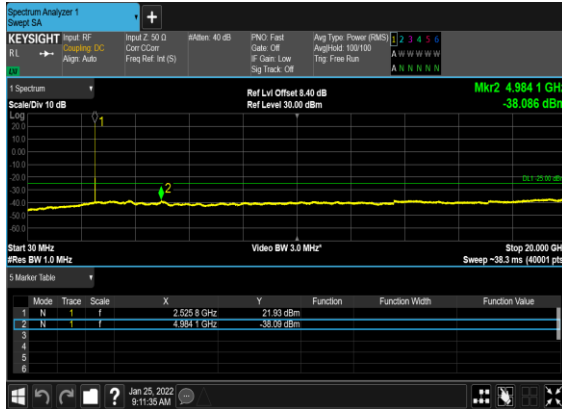 Spectrum Analyzer 1
Swept SA
+
KEYSIGHT Input: RF Input Z: 50 Ω #Atten: 40 dB PNO: Fast Avg Type: Power (RMS) 1 2 3 4 5 6
RL Coupling: DC Corr CCorr Gate: Off Avg|Hold: 100/100 A W W W W W
Align: Auto Freq Ref: Int (S) IF Gain: Low Trig: Free Run
LU Sig Track: Off A N N N N N
1 Spectrum Ref Lvl Offset 8.40 dB Mkr2 4.984 1 GHz
Scale/Div 10 dB Ref Level 30.00 dBm -38.086 dBm
Log
20.0
10.0
0.00
-10.0
-20.0
-30.0
-40.0
-50.0
-60.0
1
2
DL1 -25.00 dBm
Start 30 MHz Video BW 3.0 MHz* Stop 20.000 GHz
#Res BW 1.0 MHz Sweep ~38.3 ms (40001 pts)
5 Marker Table
Mode Trace Scale X Y Function Function Width Function Value
1 N 1 f 2.525 8 GHz 21.93 dBm
2 N 1 f 4.984 1 GHz -38.09 dBm
3
4
5
6
? Jan 25, 2022
9:11:35 AM